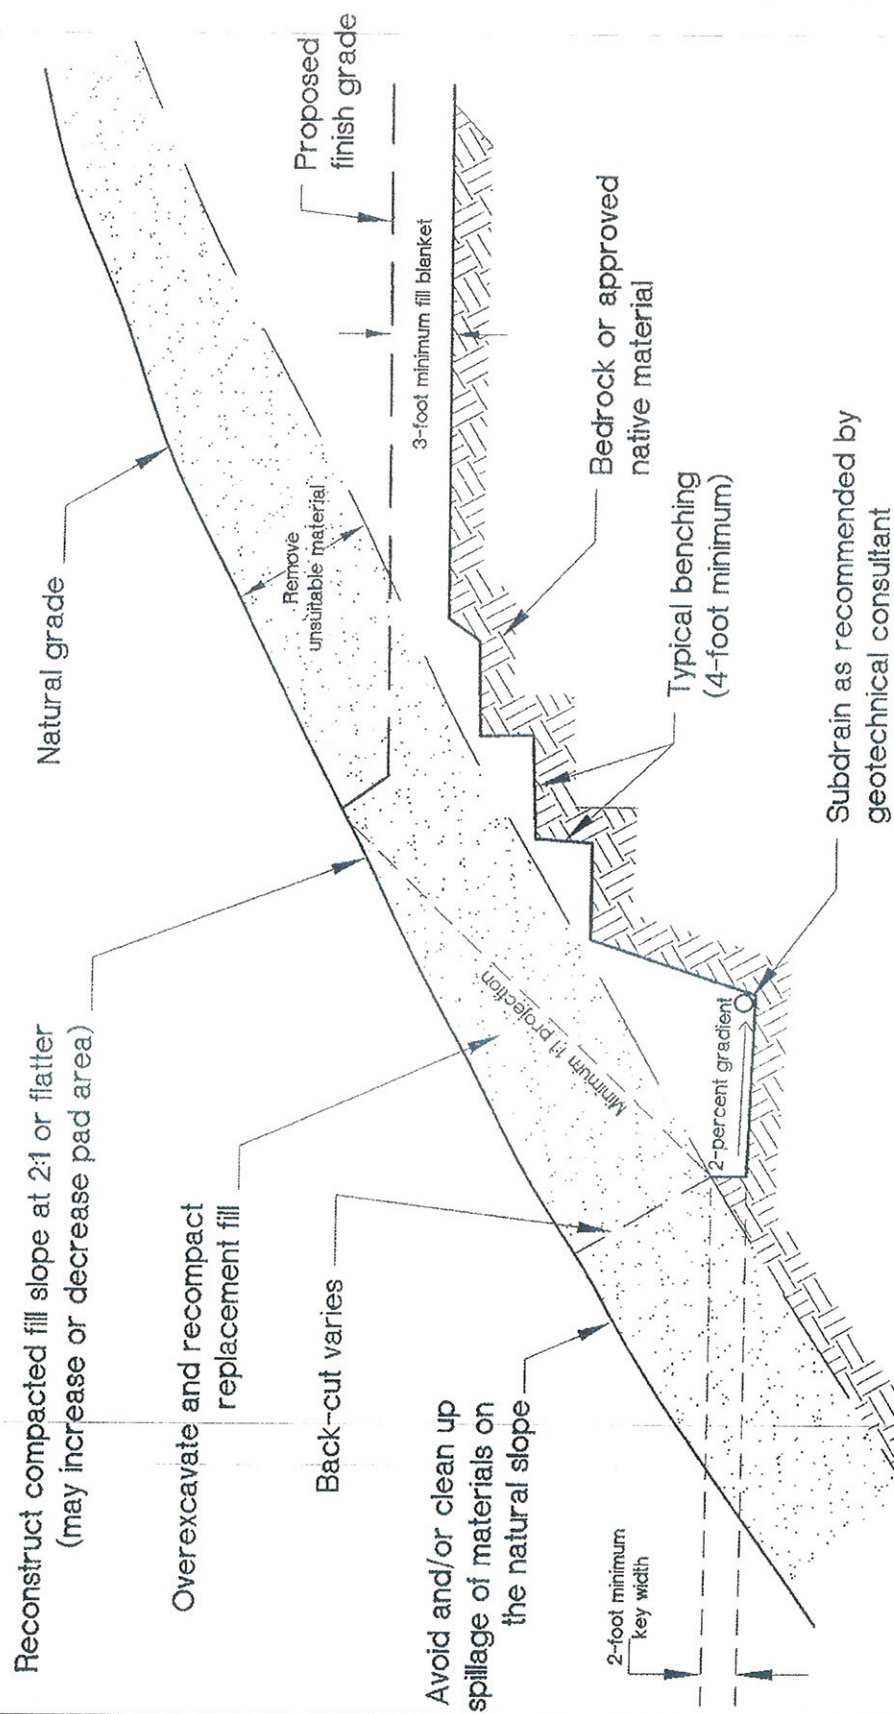 Reconstruct compacted fill slope at 2:1 or flatter
(may increase or decrease pad area)
Natural grade
Proposed
finish grade
Overexcavate and recompact
replacement fill
Remove
unsuitable material
3-foot minimum fill blanket
Back-cut varies
Minimum 1:1 projection
Bedrock or approved
native material
Avoid and/or clean up
spillage of materials on
the natural slope
Typical benching
(4-foot minimum)
2-percent gradient
2-foot minimum
key width
Subdrain as recommended by
geotechnical consultant